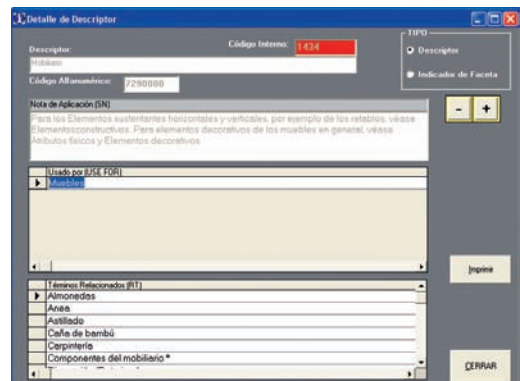 Detalle de Descriptor
TIPO
Descriptor:
Código Interno:
1434
Descriptor
Mobiliario
Indicador de Faceta
Código Alfanumérico:
7290000
Nota de Aplicación (SN)
- +
Para los Elementos sustentantes horizontales y verticales, por ejemplo de los retablos, véase
Elementosconstructivos. Para elementos decorativos de los muebles en general, véase
Atributos físicos y Elementos decorativos
Usado por (USE FOR)
Muebles
Imprimir
Términos Relacionados (RT)
Almonedas
Anea
Astillado
Caña de bambú
Carpintería
Componentes del mobiliario *
CERRAR